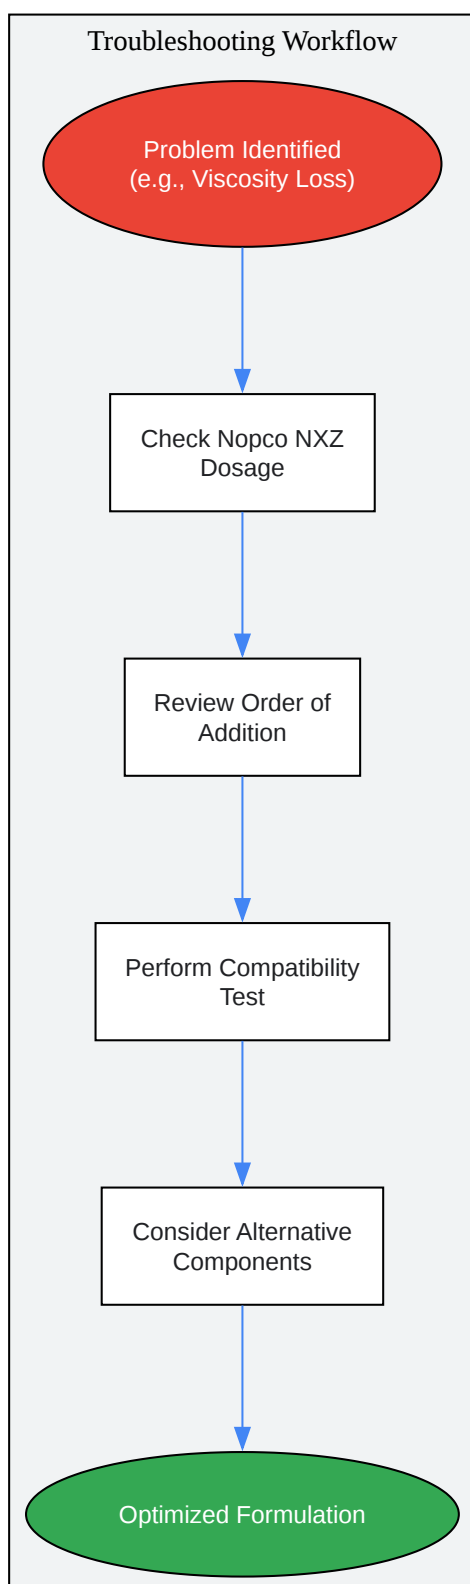 Troubleshooting Workflow
Problem Identified
(e.g., Viscosity Loss)
Check Nopco NXZ
Dosage
Review Order of
Addition
Perform Compatibility
Test
Consider Alternative
Components
Optimized Formulation